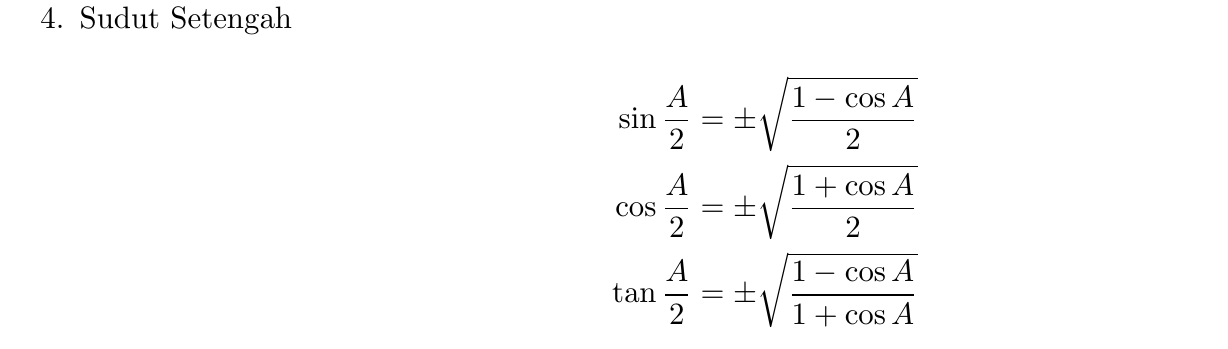 4. Sudut Setengah
sin A/2 = ±√((1 − cos A)/2)
cos A/2 = ±√((1 + cos A)/2)
tan A/2 = ±√((1 − cos A)/(1 + cos A))